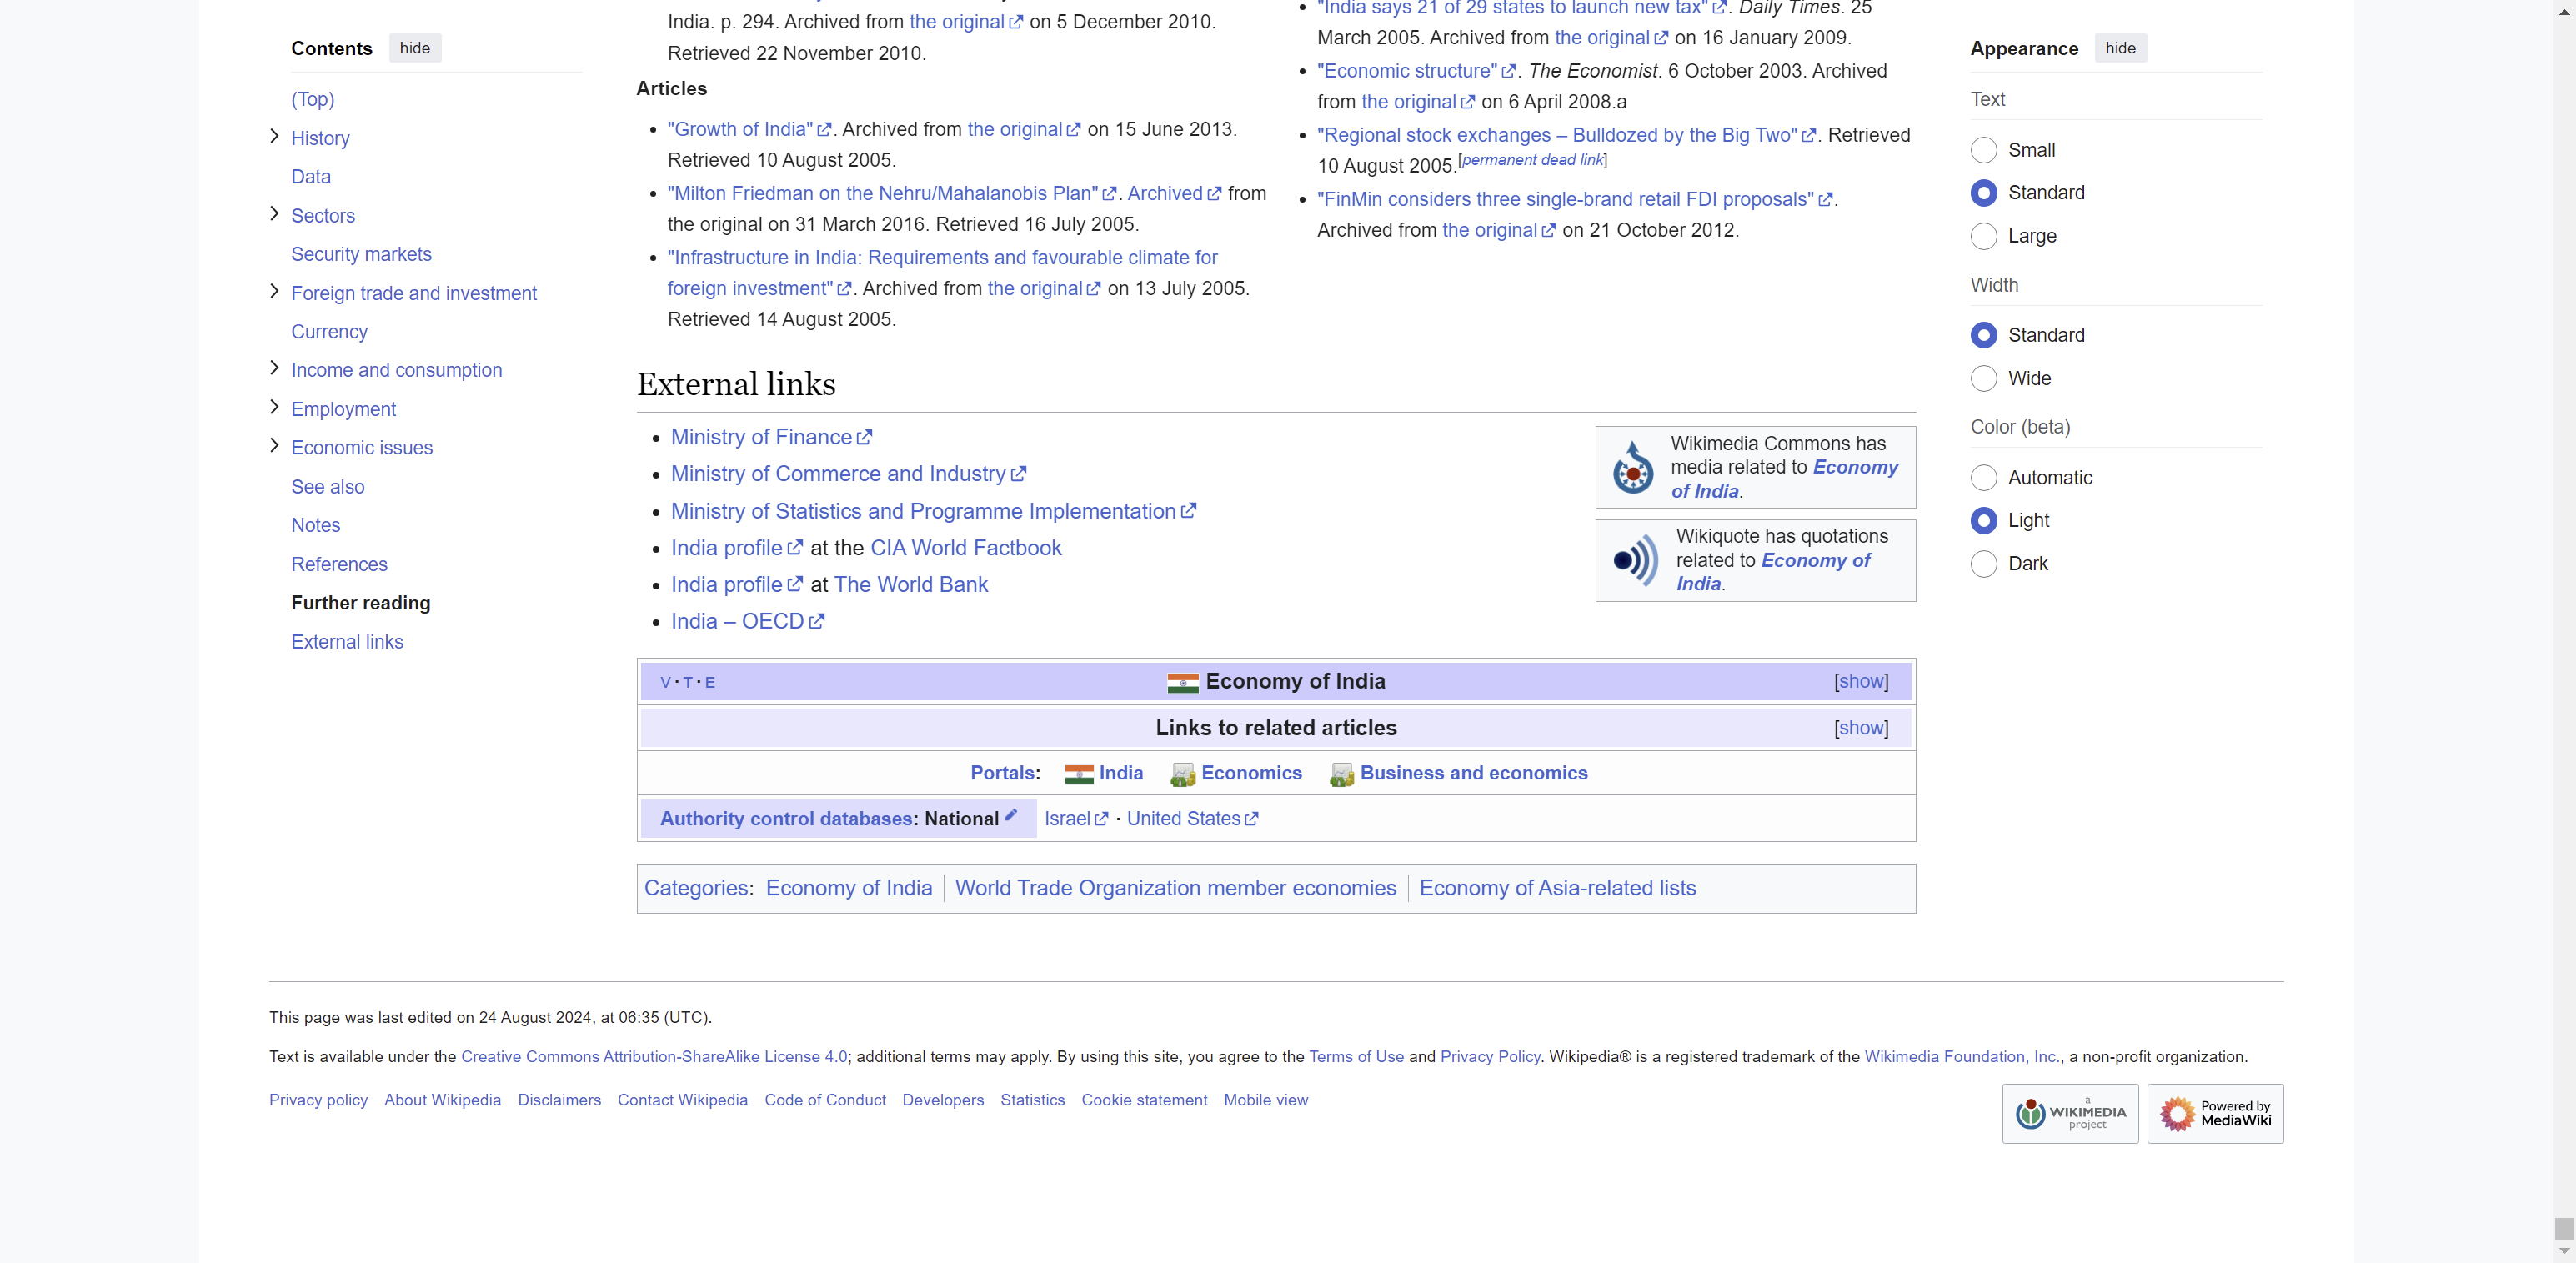 Contents hide
(Top)
History
Data
Sectors
Security markets
Foreign trade and investment
Currency
Income and consumption
Employment
Economic issues
See also
Notes
References
Further reading
External links
India. p. 294. Archived from the original on 5 December 2010.
Retrieved 22 November 2010.
Articles
"Growth of India". Archived from the original on 15 June 2013.
Retrieved 10 August 2005.
"Milton Friedman on the Nehru/Mahalanobis Plan". Archived from
the original on 31 March 2016. Retrieved 16 July 2005.
"Infrastructure in India: Requirements and favourable climate for
foreign investment". Archived from the original on 13 July 2005.
Retrieved 14 August 2005.
"India says 21 of 29 states to launch new tax". Daily Times. 25
March 2005. Archived from the original on 16 January 2009.
"Economic structure". The Economist. 6 October 2003. Archived
from the original on 6 April 2008.a
"Regional stock exchanges – Bulldozed by the Big Two". Retrieved
10 August 2005.[permanent dead link]
"FinMin considers three single-brand retail FDI proposals".
Archived from the original on 21 October 2012.
External links
Ministry of Finance
Ministry of Commerce and Industry
Ministry of Statistics and Programme Implementation
India profile at the CIA World Factbook
India profile at The World Bank
India – OECD
Wikimedia Commons has
media related to Economy
of India.
Wikiquote has quotations
related to Economy of
India.
V · T · E Economy of India [show]
Links to related articles [show]
Portals: India Economics Business and economics
Authority control databases: National Israel · United States
Categories: Economy of India | World Trade Organization member economies | Economy of Asia-related lists
Appearance hide
Text
Small
Standard
Large
Width
Standard
Wide
Color (beta)
Automatic
Light
Dark
This page was last edited on 24 August 2024, at 06:35 (UTC).
Text is available under the Creative Commons Attribution-ShareAlike License 4.0; additional terms may apply. By using this site, you agree to the Terms of Use and Privacy Policy. Wikipedia® is a registered trademark of the Wikimedia Foundation, Inc., a non-profit organization.
Privacy policy About Wikipedia Disclaimers Contact Wikipedia Code of Conduct Developers Statistics Cookie statement Mobile view
a
WIKIMEDIA
project
Powered by
MediaWiki